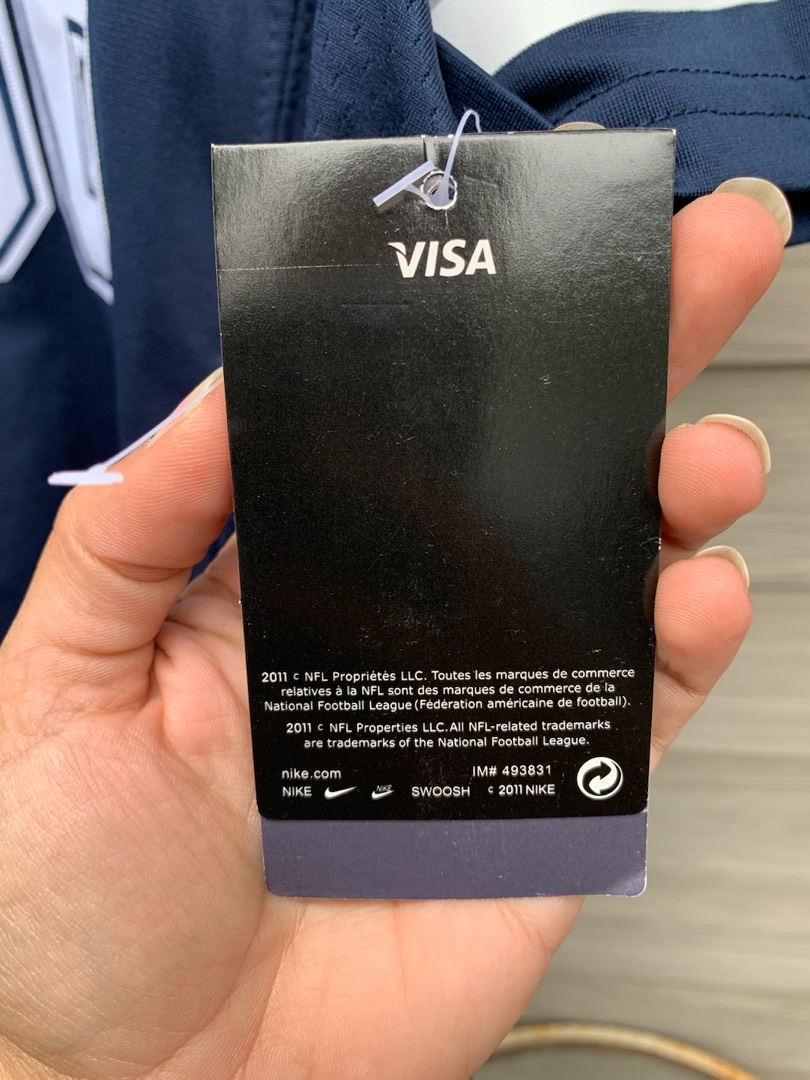 VISA
2011 c NFL Propriétès LLC. Toutes les marques de commerce
relatives à la NFL sont des marques de commerce de la
National Football League (Fédération américaine de football).
2011 c NFL Properties LLC. All NFL-related trademarks
are trademarks of the National Football League.
nike.com IM# 493831
NIKE NIKE SWOOSH c 2011 NIKE